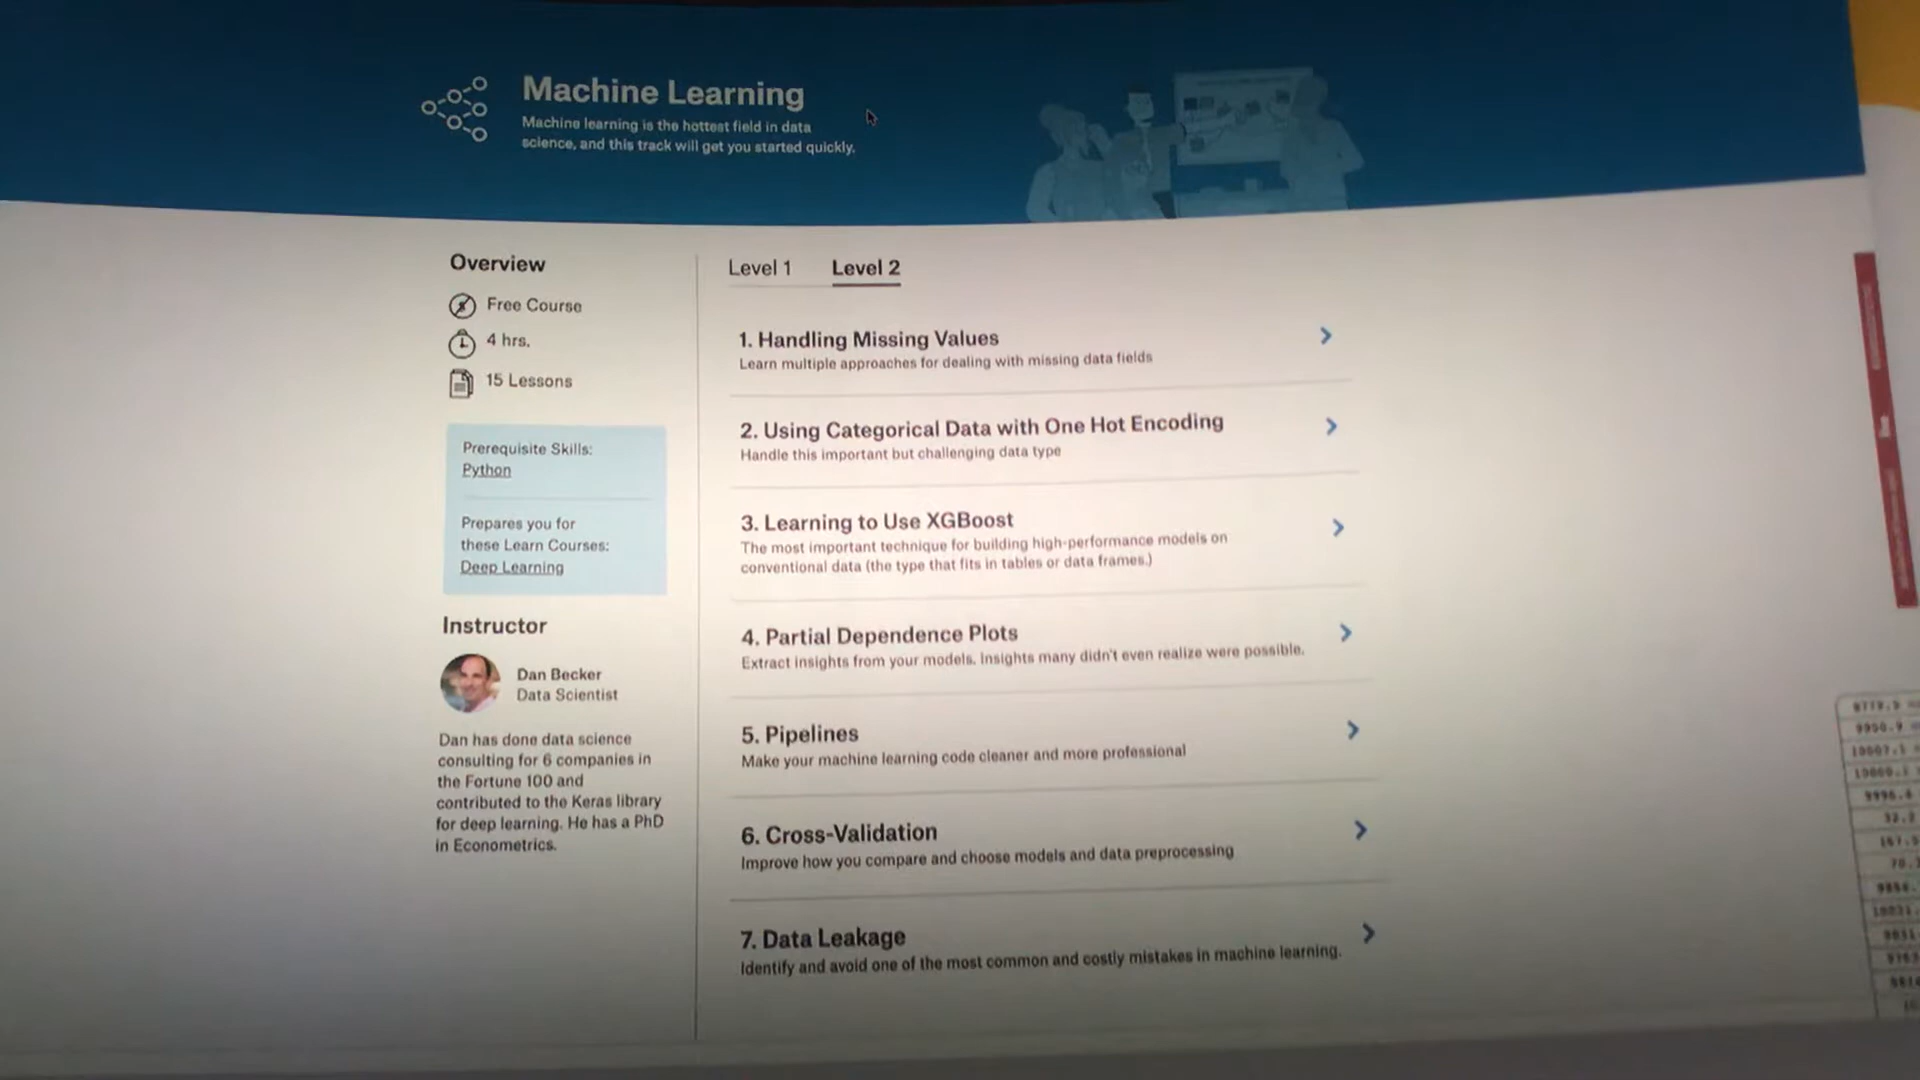 Machine Learning
Machine learning is the hottest field in data
science, and this track will get you started quickly.
Overview
Free Course
4 hrs.
15 Lessons
Prerequisite Skills:
Python
Prepares you for
these Learn Courses:
Deep Learning
Instructor
Dan Becker
Data Scientist
Dan has done data science
consulting for 6 companies in
the Fortune 100 and
contributed to the Keras library
for deep learning. He has a PhD
in Econometrics.
Level 1
Level 2
1. Handling Missing Values
Learn multiple approaches for dealing with missing data fields
2. Using Categorical Data with One Hot Encoding
Handle this important but challenging data type
3. Learning to Use XGBoost
The most important technique for building high-performance models on
conventional data (the type that fits in tables or data frames.)
4. Partial Dependence Plots
Extract insights from your models. Insights many didn't even realize were possible.
5. Pipelines
Make your machine learning code cleaner and more professional
6. Cross-Validation
Improve how you compare and choose models and data preprocessing
7. Data Leakage
Identify and avoid one of the most common and costly mistakes in machine learning.